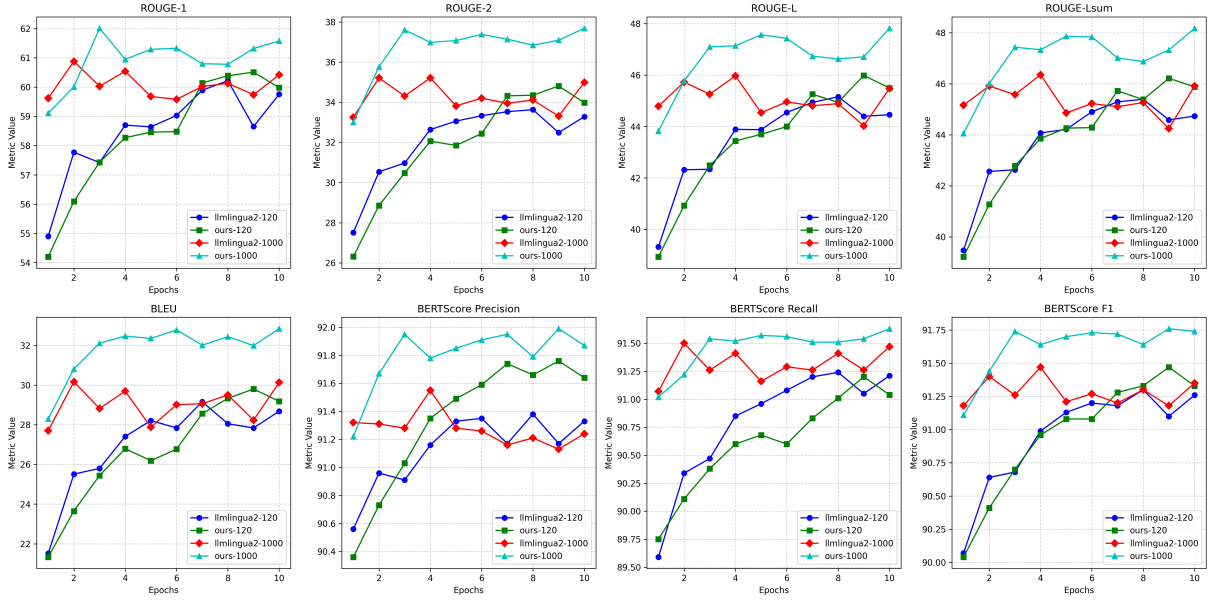 ROUGE-1
Metric Value
62
61
60
59
58
57
56
55
54
2
4
6
8
10
Epochs
llmlingua2-120
ours-120
llmlingua2-1000
ours-1000
ROUGE-2
Metric Value
38
36
34
32
30
28
26
2
4
6
8
10
Epochs
llmlingua2-120
ours-120
llmlingua2-1000
ours-1000
ROUGE-L
Metric Value
48
46
44
42
40
2
4
6
8
10
Epochs
llmlingua2-120
ours-120
llmlingua2-1000
ours-1000
ROUGE-Lsum
Metric Value
48
46
44
42
40
2
4
6
8
10
Epochs
llmlingua2-120
ours-120
llmlingua2-1000
ours-1000
BLEU
Metric Value
32
30
28
26
24
22
2
4
6
8
10
Epochs
llmlingua2-120
ours-120
llmlingua2-1000
ours-1000
BERTScore Precision
Metric Value
92.0
91.8
91.6
91.4
91.2
91.0
90.8
90.6
90.4
2
4
6
8
10
Epochs
llmlingua2-120
ours-120
llmlingua2-1000
ours-1000
BERTScore Recall
Metric Value
91.50
91.25
91.00
90.75
90.50
90.25
90.00
89.75
89.50
2
4
6
8
10
Epochs
llmlingua2-120
ours-120
llmlingua2-1000
ours-1000
BERTScore F1
Metric Value
91.75
91.50
91.25
91.00
90.75
90.50
90.25
90.00
2
4
6
8
10
Epochs
llmlingua2-120
ours-120
llmlingua2-1000
ours-1000